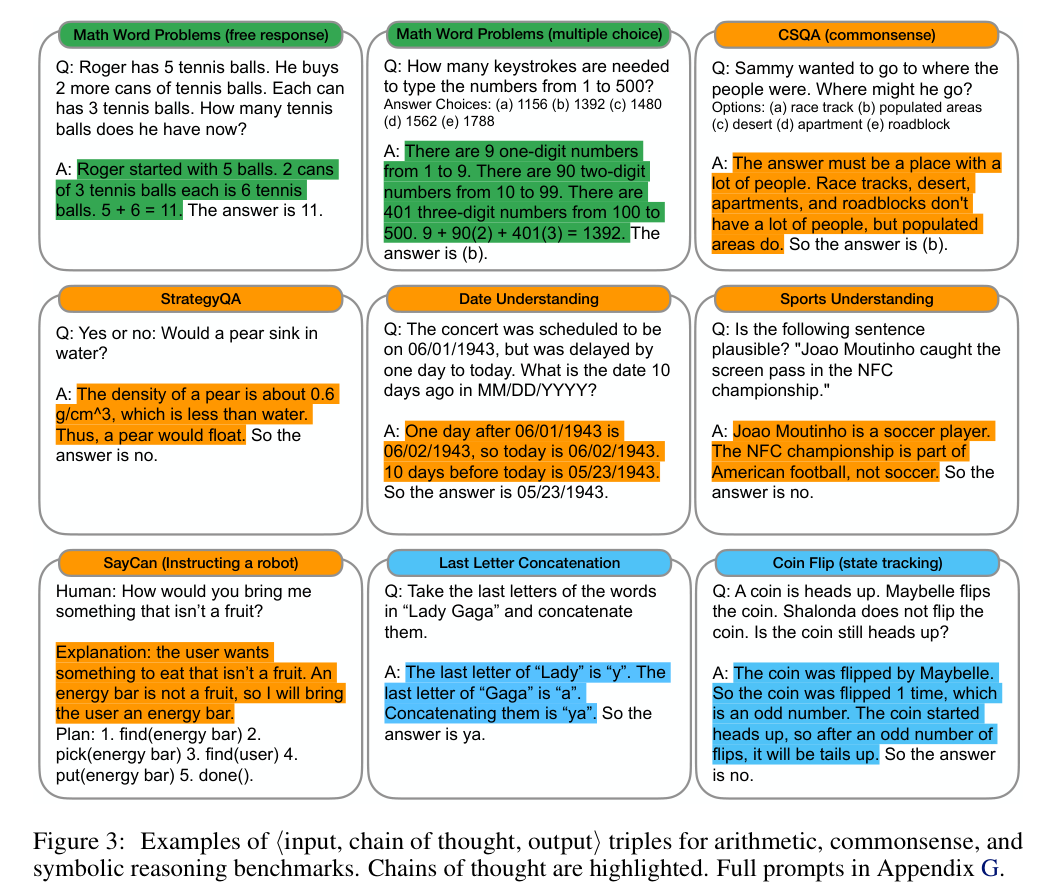 Math Word Problems (free response)
Q: Roger has 5 tennis balls. He buys
2 more cans of tennis balls. Each can
has 3 tennis balls. How many tennis
balls does he have now?
A: Roger started with 5 balls. 2 cans
of 3 tennis balls each is 6 tennis
balls. 5 + 6 = 11. The answer is 11.
Math Word Problems (multiple choice)
Q: How many keystrokes are needed
to type the numbers from 1 to 500?
Answer Choices: (a) 1156 (b) 1392 (c) 1480
(d) 1562 (e) 1788
A: There are 9 one-digit numbers
from 1 to 9. There are 90 two-digit
numbers from 10 to 99. There are
401 three-digit numbers from 100 to
500. 9 + 90(2) + 401(3) = 1392. The
answer is (b).
CSQA (commonsense)
Q: Sammy wanted to go to where the
people were. Where might he go?
Options: (a) race track (b) populated areas
(c) desert (d) apartment (e) roadblock
A: The answer must be a place with a
lot of people. Race tracks, desert,
apartments, and roadblocks don't
have a lot of people, but populated
areas do. So the answer is (b).
StrategyQA
Q: Yes or no: Would a pear sink in
water?
A: The density of a pear is about 0.6
g/cm^3, which is less than water.
Thus, a pear would float. So the
answer is no.
Date Understanding
Q: The concert was scheduled to be
on 06/01/1943, but was delayed by
one day to today. What is the date 10
days ago in MM/DD/YYYY?
A: One day after 06/01/1943 is
06/02/1943, so today is 06/02/1943.
10 days before today is 05/23/1943.
So the answer is 05/23/1943.
Sports Understanding
Q: Is the following sentence
plausible? "Joao Moutinho caught the
screen pass in the NFC
championship."
A: Joao Moutinho is a soccer player.
The NFC championship is part of
American football, not soccer. So the
answer is no.
SayCan (Instructing a robot)
Human: How would you bring me
something that isn’t a fruit?
Explanation: the user wants
something to eat that isn’t a fruit. An
energy bar is not a fruit, so I will bring
the user an energy bar.
Plan: 1. find(energy bar) 2.
pick(energy bar) 3. find(user) 4.
put(energy bar) 5. done().
Last Letter Concatenation
Q: Take the last letters of the words
in “Lady Gaga” and concatenate
them.
A: The last letter of “Lady” is “y”. The
last letter of “Gaga” is “a”.
Concatenating them is “ya”. So the
answer is ya.
Coin Flip (state tracking)
Q: A coin is heads up. Maybelle flips
the coin. Shalonda does not flip the
coin. Is the coin still heads up?
A: The coin was flipped by Maybelle.
So the coin was flipped 1 time, which
is an odd number. The coin started
heads up, so after an odd number of
flips, it will be tails up. So the answer
is no.
Figure 3: Examples of ⟨input, chain of thought, output⟩ triples for arithmetic, commonsense, and
symbolic reasoning benchmarks. Chains of thought are highlighted. Full prompts in Appendix G.